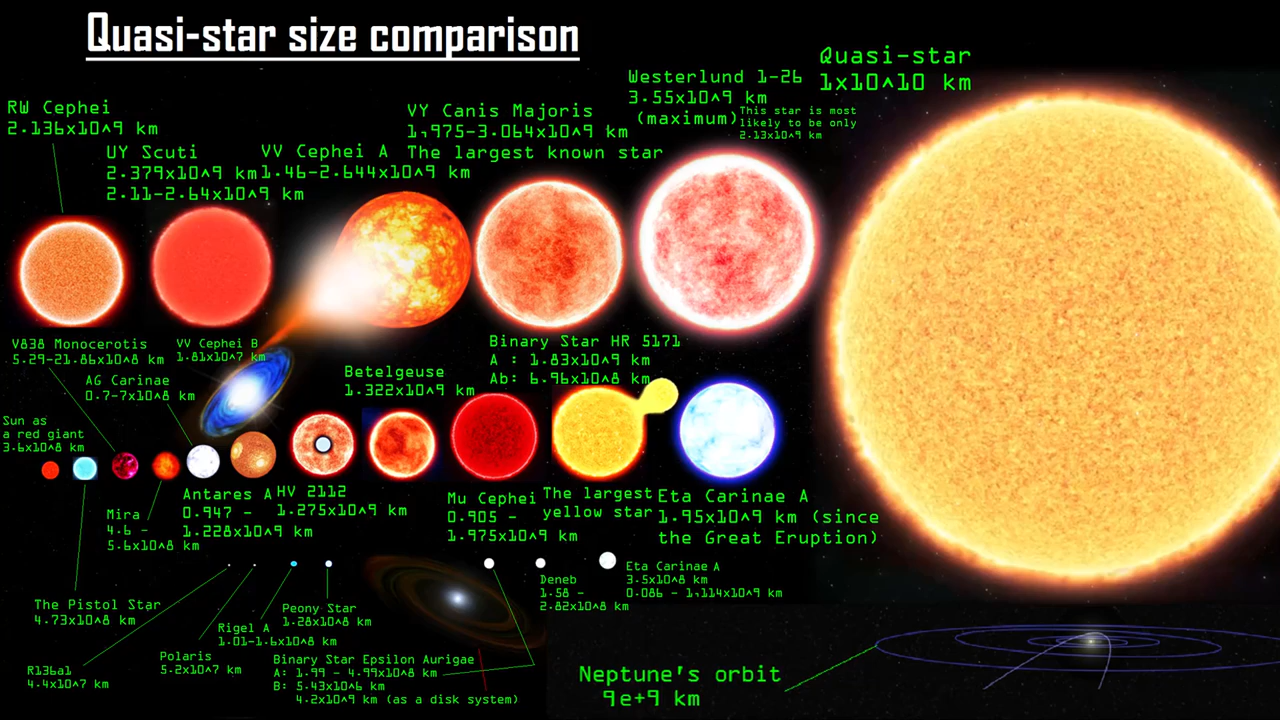 Quasi-star size comparison
Quasi-star
1x10^10 km
Westerlund 1-26
3.55x10^9 km
(maximum)
This star is most
likely to be only
2.13x10^9 km
RW Cephei
2.136x10^9 km
VY Canis Majoris
1,975-3.064x10^9 km
The largest known star
UY Scuti
2.379x10^9 km
2.11-2.64x10^9 km
VV Cephei A
1.46-2.644x10^9 km
V838 Monocerotis
5.29-21.86x10^8 km
VV Cephei B
1.81x10^7 km
Binary Star HR 5171
A : 1.83x10^9 km
Ab: 6.96x10^8 km
AG Carinae
0.7-7x10^8 km
Betelgeuse
1.322x10^9 km
Sun as
a red giant
3.6x10^8 km
Mira
4.6 -
5.6x10^8 km
Antares A
0.947 -
1.228x10^9 km
HV 2112
1.275x10^9 km
Mu Cephei
0.905 -
1.975x10^9 km
The largest
yellow star
Eta Carinae A
1.95x10^9 km (since
the Great Eruption)
The Pistol Star
4.73x10^8 km
R136a1
4.4x10^7 km
Polaris
5.2x10^7 km
Rigel A
1.01-1.6x10^8 km
Peony Star
1.28x10^8 km
Binary Star Epsilon Aurigae
A: 1.99 - 4.99x10^8 km
B: 5.43x10^6 km
4.2x10^9 km (as a disk system)
Deneb
1.58 -
2.82x10^8 km
Eta Carinae A
3.5x10^8 km
0.086 - 1,114x10^9 km
Neptune's orbit
9e+9 km